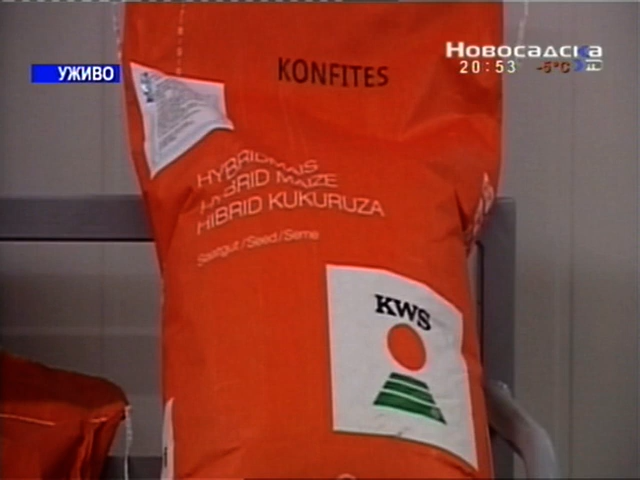 УЖИВО
Новосадска
20:53 -5°C
KONFITES
HYBRIDMAIS
HYBRID MAIZE
HIBRID KUKURUZA
Saatgut/Seed/Seme
KWS